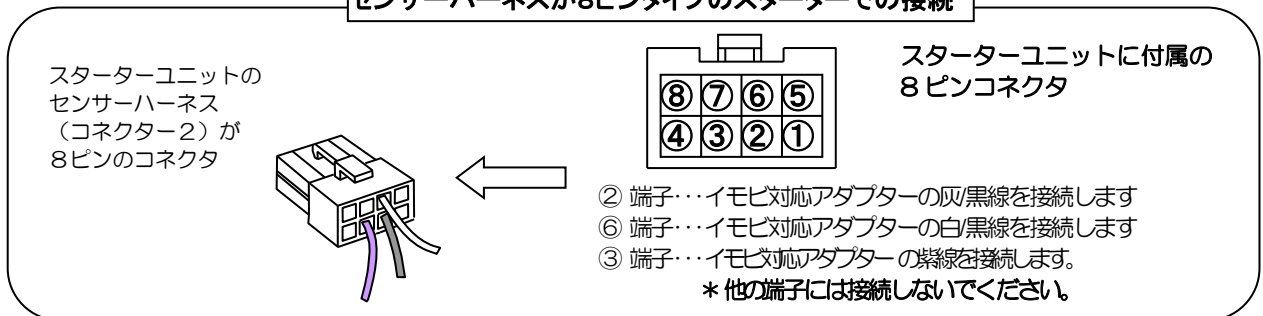 センサーハーネスが8ピンタイプのスターターでの接続
スターターユニットの
センサーハーネス
(コネクター2)が
8ピンのコネクタ
スターターユニットに付属の
8ピンコネクタ
⑧⑦⑥⑤
④③②①
② 端子･･･イモビ対応アダプターの灰/黒線を接続します
⑥ 端子･･･イモビ対応アダプターの白/黒線を接続します
③ 端子･･･イモビ対応アダプター の紫線を接続します。
＊他の端子には接続しないでください。